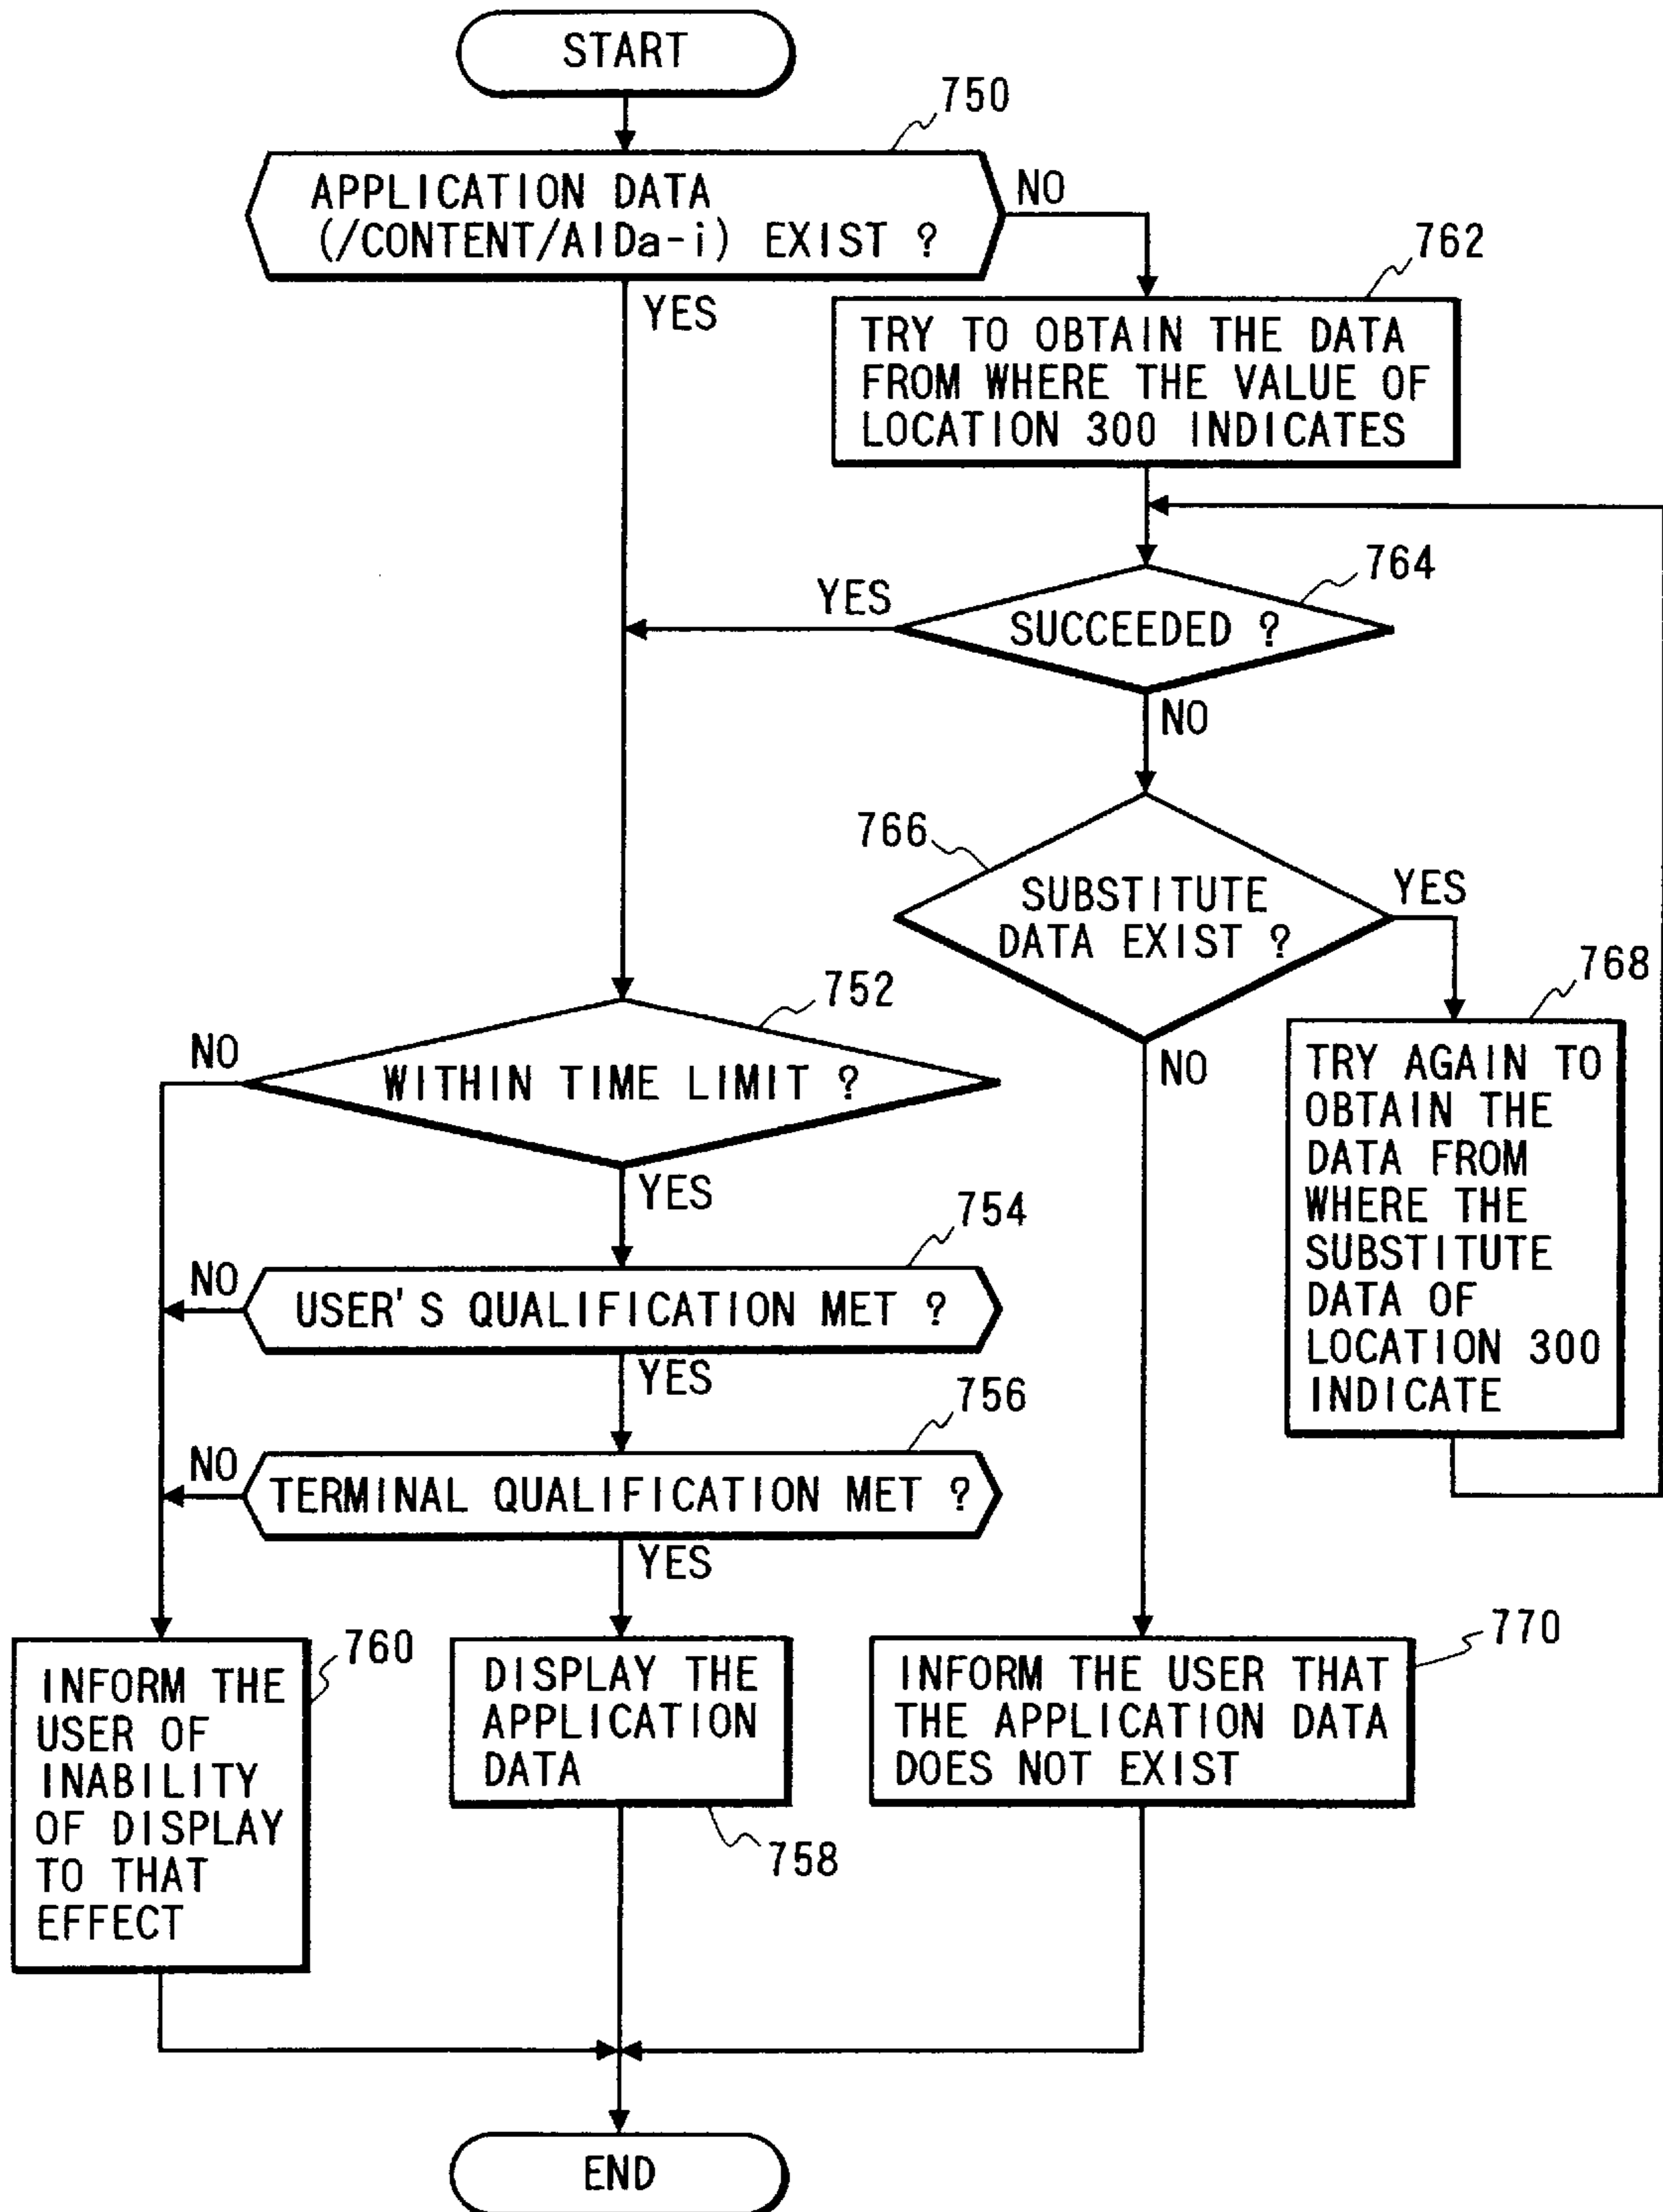 START
750
APPLICATION DATA
(/CONTENT/AIDa-i) EXIST ?
NO
YES
762
TRY TO OBTAIN THE DATA
FROM WHERE THE VALUE OF
LOCATION 300 INDICATES
764
YES
SUCCEEDED ?
NO
766
SUBSTITUTE
DATA EXIST ?
YES
NO
768
TRY AGAIN TO
OBTAIN THE
DATA FROM
WHERE THE
SUBSTITUTE
DATA OF
LOCATION 300
INDICATE
752
NO
WITHIN TIME LIMIT ?
YES
754
NO
USER'S QUALIFICATION MET ?
YES
756
NO
TERMINAL QUALIFICATION MET ?
YES
760
INFORM THE
USER OF
INABILITY
OF DISPLAY
TO THAT
EFFECT
DISPLAY THE
APPLICATION
DATA
758
770
INFORM THE USER THAT
THE APPLICATION DATA
DOES NOT EXIST
END